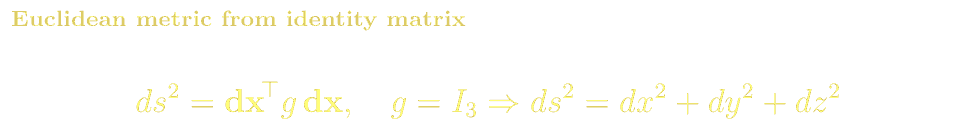 Euclidean metric from identity matrix
ds² = dx⊤g dx, g = I₃ ⇒ ds² = dx² + dy² + dz²